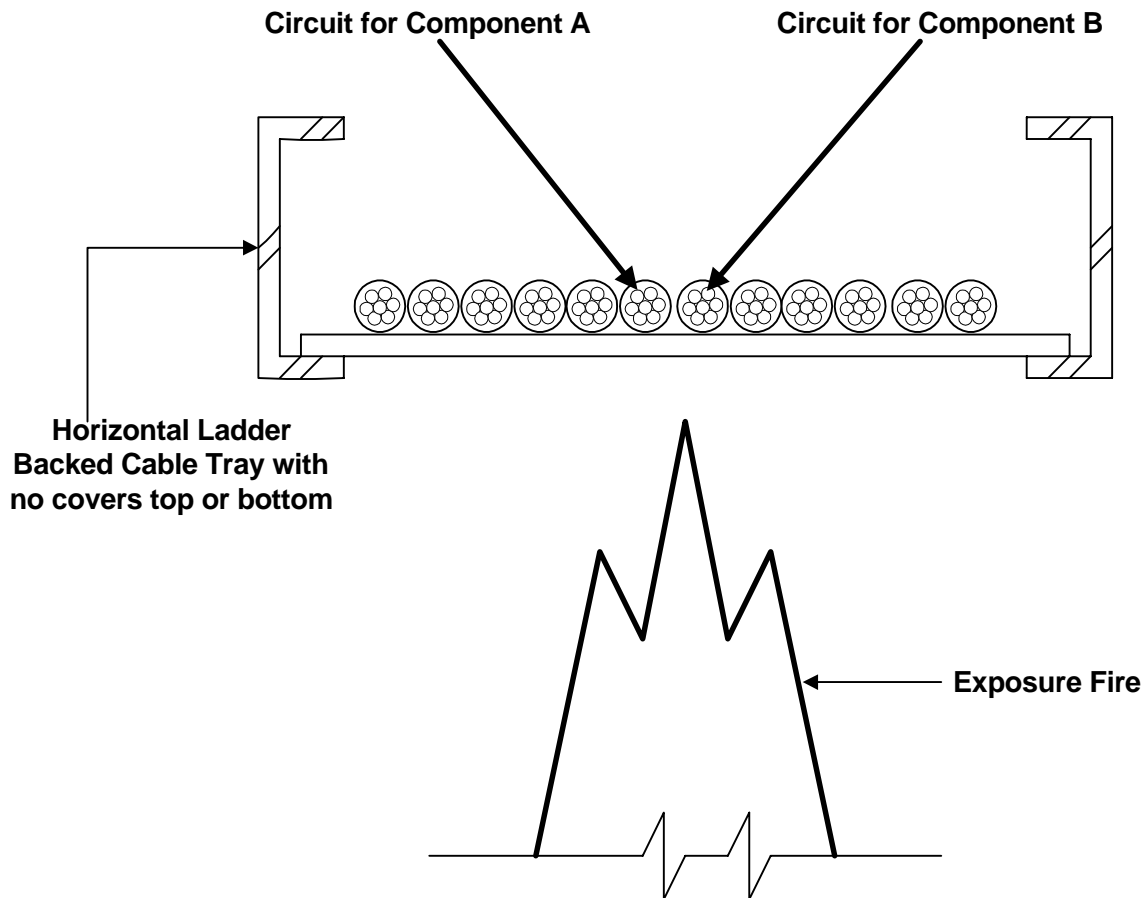 Circuit for Component A
Circuit for Component B
Horizontal Ladder
Backed Cable Tray with
no covers top or bottom
Exposure Fire